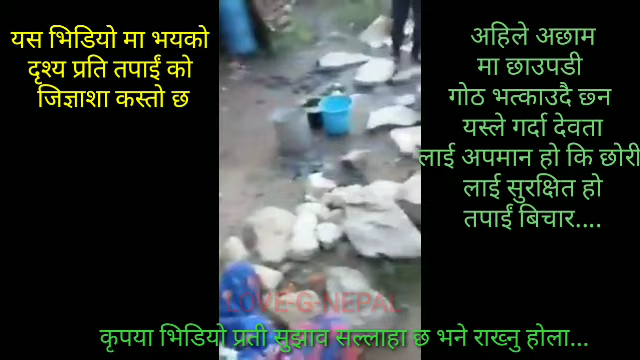 यस भिडियो मा भयको
दृश्य प्रति तपाईं को
जिज्ञाशा कस्तो छ
अहिले अछाम
मा छाउपडी
गोठ भत्काउदै छ्न
यस्ले गर्दा देवता
लाई अपमान हो कि छोरी
लाई सुरक्षित हो
तपाईं बिचार....
LOVE-G-NEPAL
कृपया भिडियो प्रती सुझाव सल्लाहा छ भने राख्नु होला...